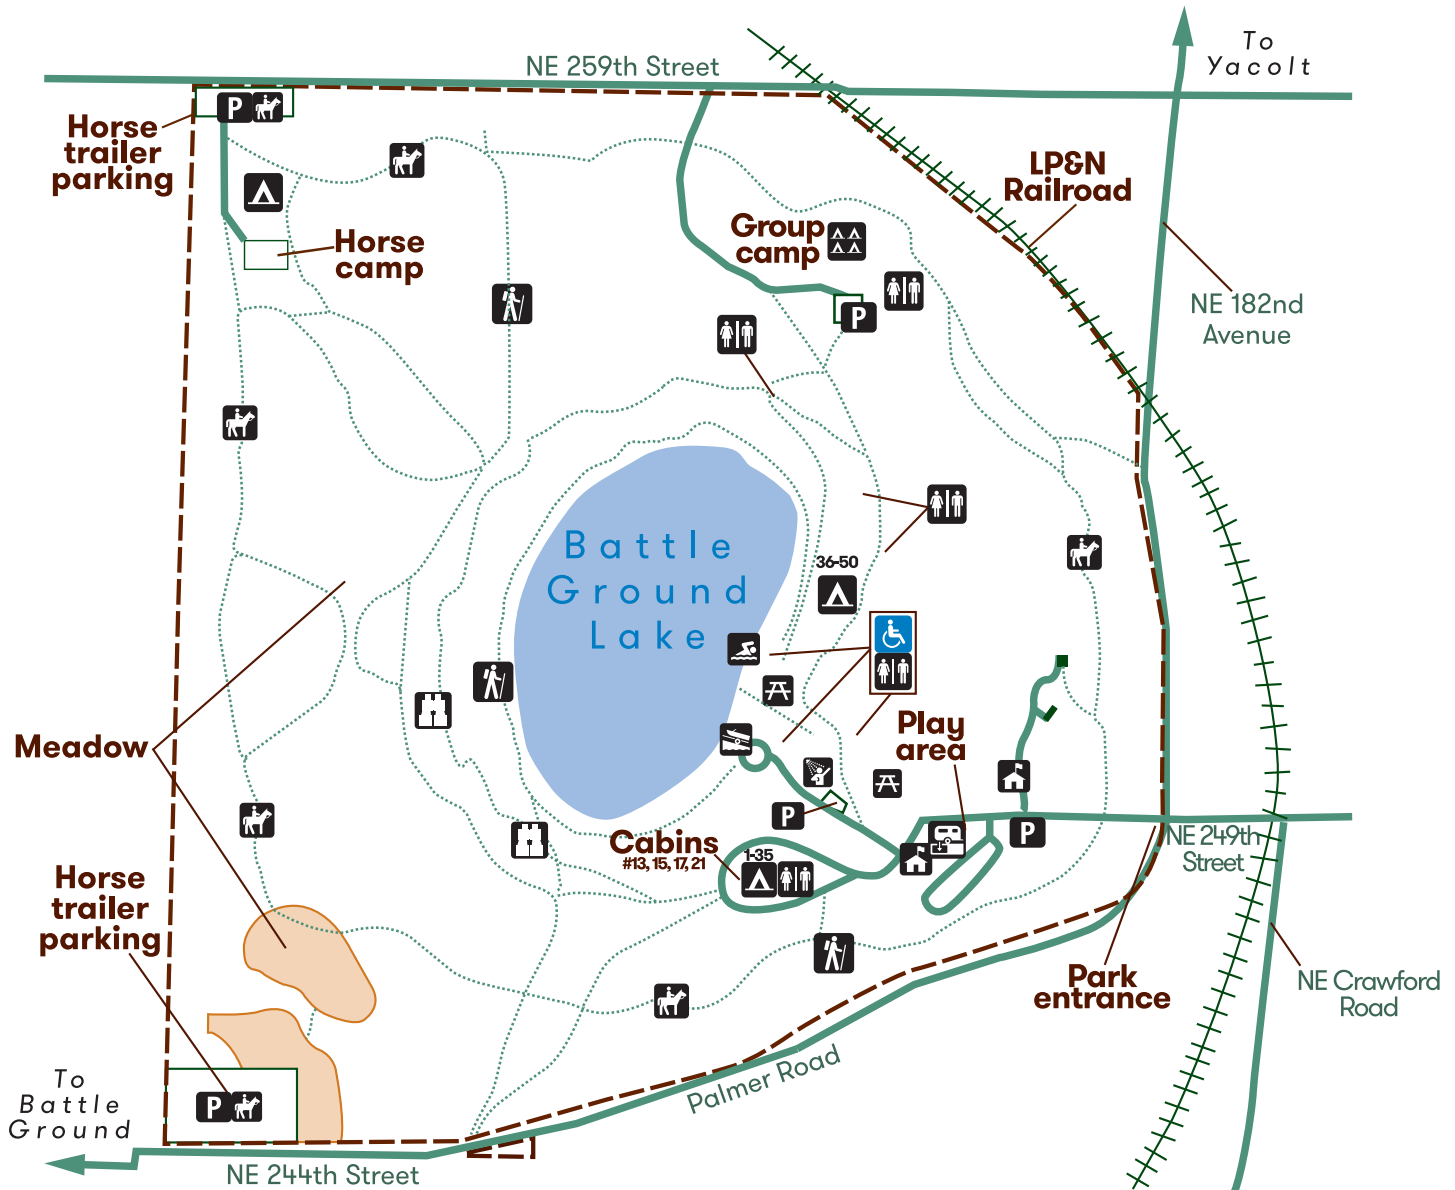 NE 259th Street
To
Yacolt
P
Horse
trailer
parking
LP&N
Railroad
Group
camp
Horse
camp
P
NE 182nd
Avenue
Battle
Ground
Lake
36-50
Play
area
Meadow
P
P
Cabins
#13, 15, 17, 21
1-35
NE 249th
Street
Horse
trailer
parking
Park
entrance
NE Crawford
Road
Palmer Road
To
Battle
Ground
P
NE 244th Street